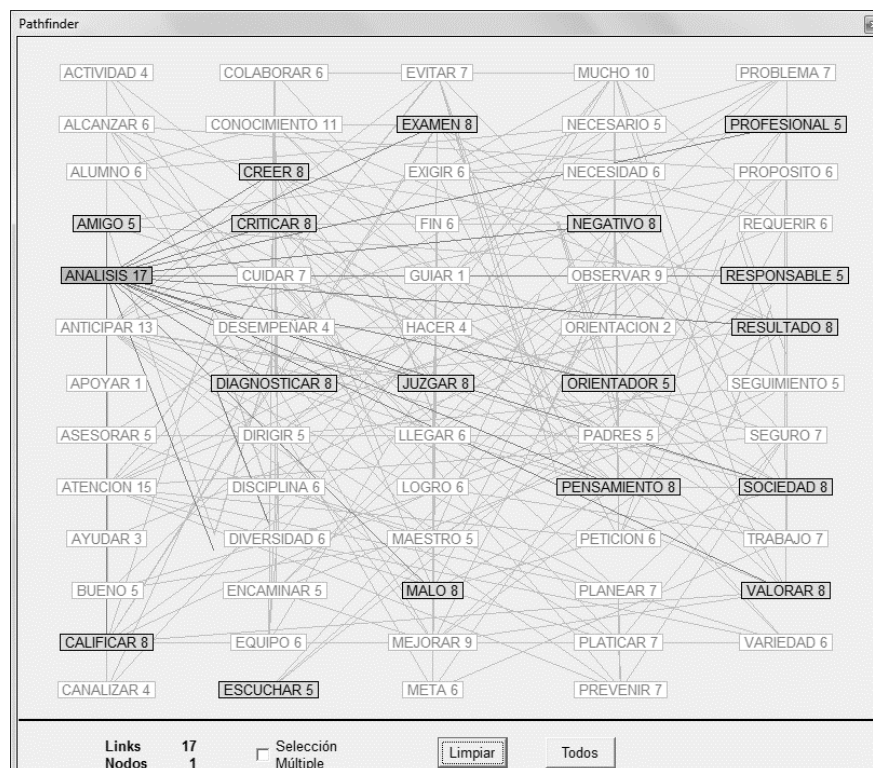 Pathfinder
ACTIVIDAD 4 COLABORAR 6 EVITAR 7 MUCHO 10 PROBLEMA 7
ALCANZAR 6 CONOCIMIENTO 11 EXAMEN 8 NECESARIO 5 PROFESIONAL 5
ALUMNO 6 CREER 8 EXIGIR 6 NECESIDAD 6 PROPOSITO 6
AMIGO 5 CRITICAR 8 FIN 6 NEGATIVO 8 REQUERIR 6
ANALISIS 17 CUIDAR 7 GUIAR 1 OBSERVAR 9 RESPONSABLE 5
ANTICIPAR 13 DESEMPEÑAR 4 HACER 4 ORIENTACION 2 RESULTADO 8
APOYAR 1 DIAGNOSTICAR 8 JUZGAR 8 ORIENTADOR 5 SEGUIMIENTO 5
ASESORAR 5 DIRIGIR 5 LLEGAR 6 PADRES 5 SEGURO 7
ATENCION 15 DISCIPLINA 6 LOGRO 6 PENSAMIENTO 8 SOCIEDAD 8
AYUDAR 3 DIVERSIDAD 6 MAESTRO 5 PETICION 6 TRABAJO 7
BUENO 5 ENCAMINAR 5 MALO 8 PLANEAR 7 VALORAR 8
CALIFICAR 8 EQUIPO 6 MEJORAR 9 PLATICAR 7 VARIEDAD 6
CANALIZAR 4 ESCUCHAR 5 META 6 PREVENIR 7
Links 17 Selección Limpiar Todos
Nodos 1 Múltiple